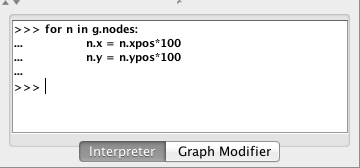 >>> for n in g.nodes:
...         n.x = n.xpos*100
...         n.y = n.ypos*100
...
>>>
Interpreter Graph Modifier